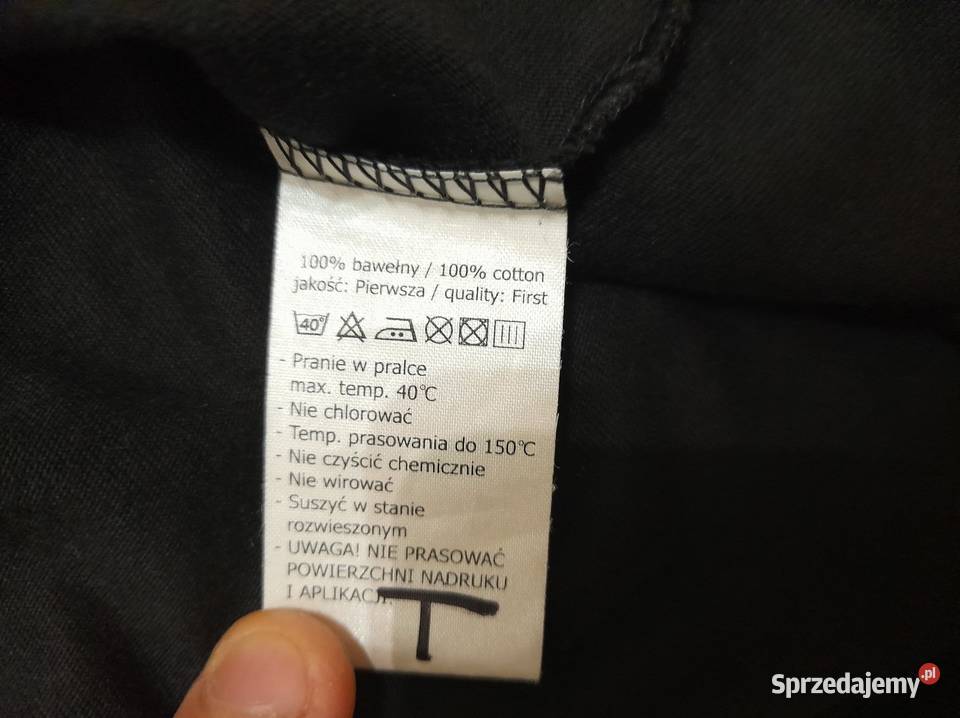 100% bawełny / 100% cotton
jakość: Pierwsza / quality: First
40°
- Pranie w pralce
max. temp. 40°C
- Nie chlorować
- Temp. prasowania do 150°C
- Nie czyścić chemicznie
- Nie wirować
- Suszyć w stanie
rozwieszonym
- UWAGA! NIE PRASOWAĆ
POWIERZCHNI NADRUKU
I APLIKACJI.
T
Sprzedajemy.pl